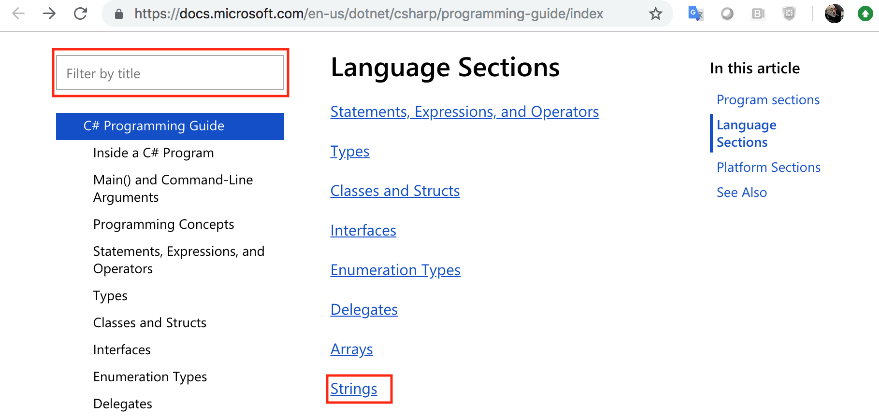 https://docs.microsoft.com/en-us/dotnet/csharp/programming-guide/index
Filter by title
C# Programming Guide
Inside a C# Program
Main() and Command-Line
Arguments
Programming Concepts
Statements, Expressions, and
Operators
Types
Classes and Structs
Interfaces
Enumeration Types
Delegates
Language Sections
Statements, Expressions, and Operators
Types
Classes and Structs
Interfaces
Enumeration Types
Delegates
Arrays
Strings
In this article
Program sections
Language
Sections
Platform Sections
See Also